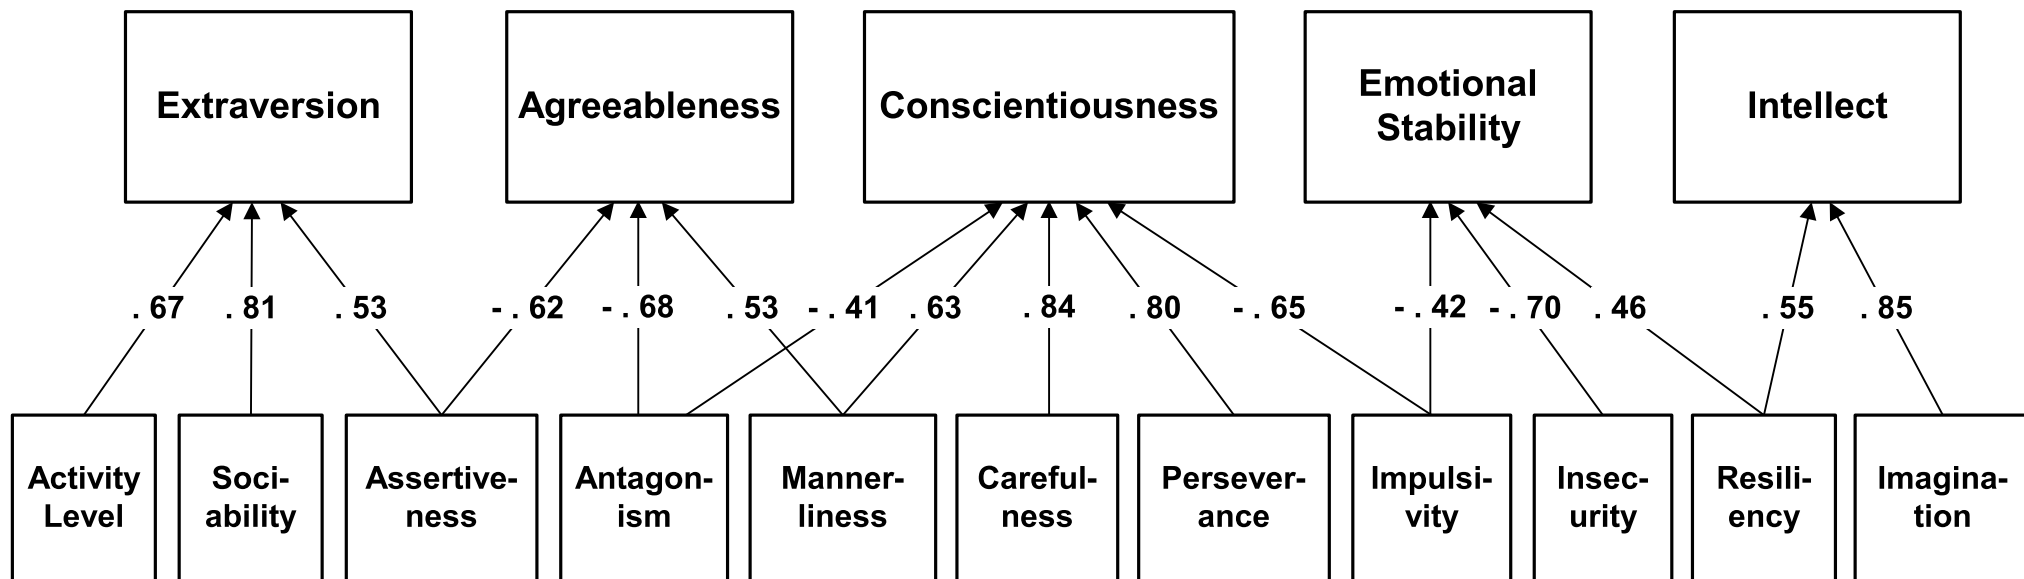 Extraversion
Agreeableness
Conscientiousness
Emotional
Stability
Intellect
. 67
. 81
. 53
- . 62
- . 68
. 53
- . 41
. 63
. 84
. 80
- . 65
- . 42
- . 70
. 46
. 55
. 85
Activity
Level
Soci-
ability
Assertive-
ness
Antagon-
ism
Manner-
liness
Careful-
ness
Persever-
ance
Impulsi-
vity
Insec-
urity
Resili-
ency
Imagina-
tion